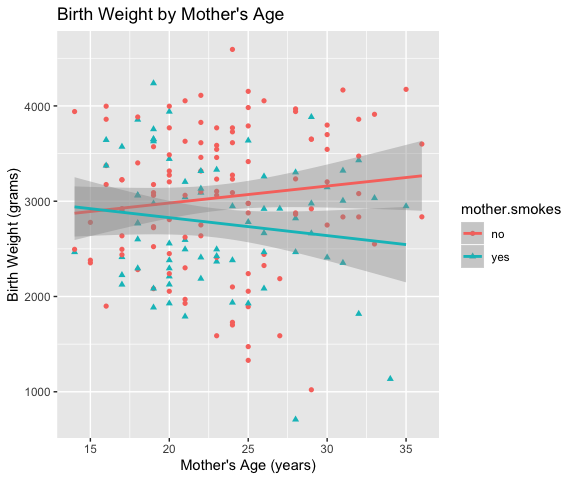 Birth Weight by Mother's Age
4000
3000
2000
1000
Birth Weight (grams)
15
20
25
30
35
Mother's Age (years)
mother.smokes
no
yes